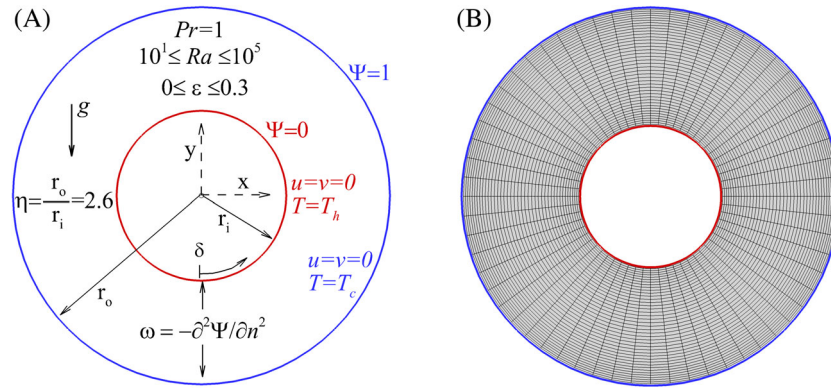 (A)
Pr=1
10¹≤ Ra ≤10⁵
0≤ ε ≤0.3
Ψ=1
g
Ψ=0
y
x
η=r_o/r_i=2.6
u=v=0
T=T_h
r_i
δ
u=v=0
T=T_c
r_o
ω = −∂²Ψ/∂n²
(B)